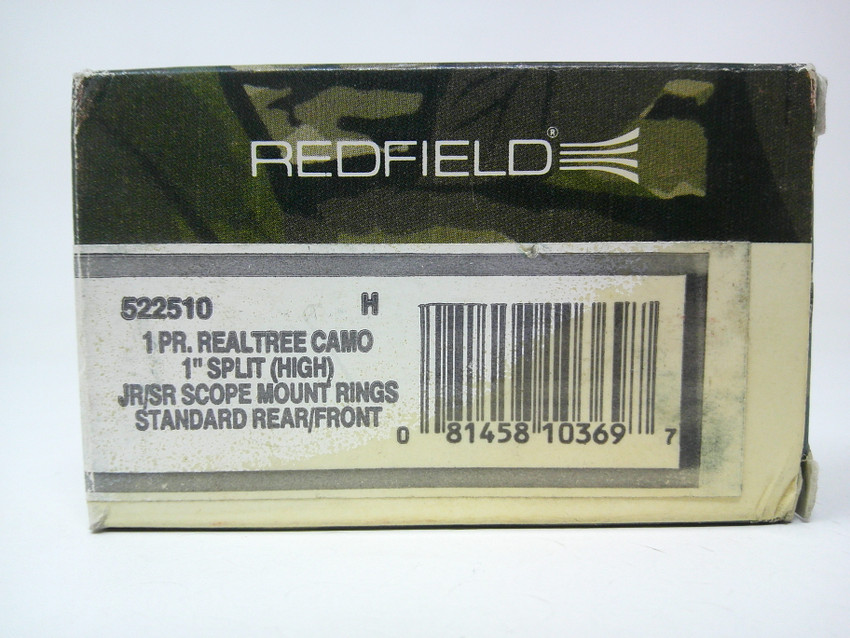 REDFIELD®
522510 H
1 PR. REALTREE CAMO
1" SPLIT (HIGH)
JR/SR SCOPE MOUNT RINGS
STANDARD REAR/FRONT
0 81458 10369 7